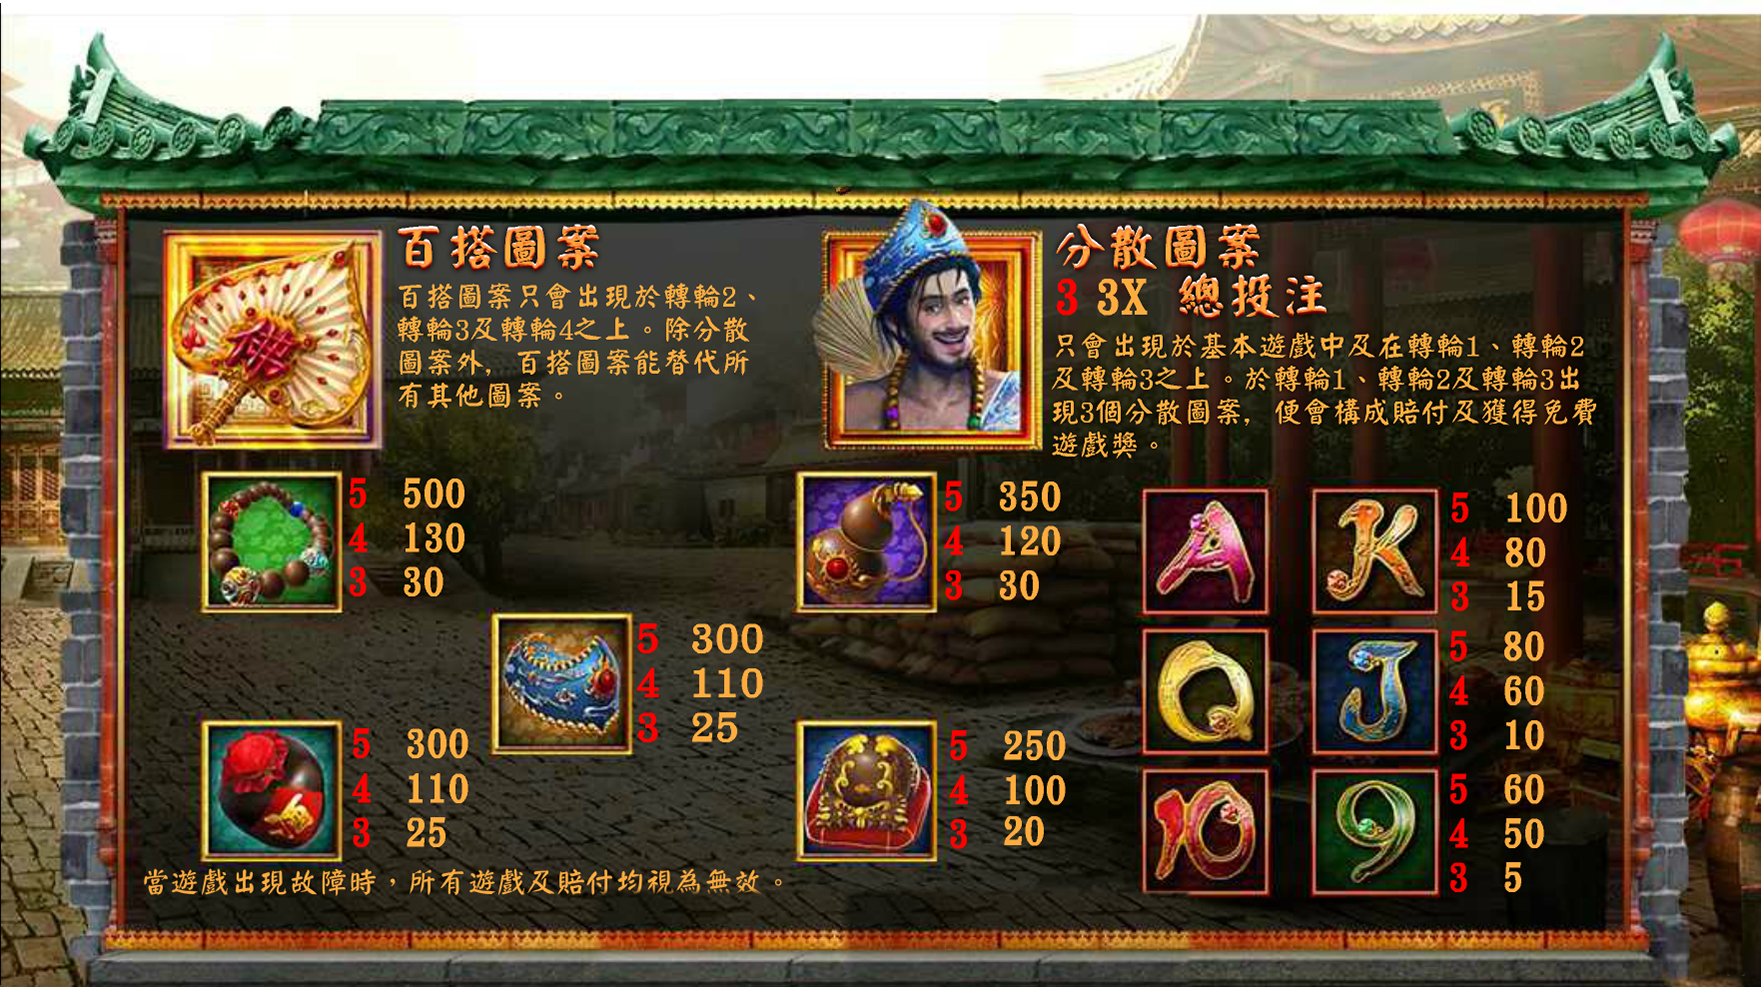 百搭圖案
百搭圖案只會出現於轉輪2、
轉輪3及轉輪4之上。除分散
圖案外，百搭圖案能替代所
有其他圖案。
分散圖案
3 3X 總投注
只會出現於基本遊戲中及在轉輪1、轉輪2
及轉輪3之上。於轉輪1、轉輪2及轉輪3出
現3個分散圖案，便會構成賠付及獲得免費
遊戲獎。
5 500
4 130
3 30
5 350
4 120
3 30
5 300
4 110
3 25
5 300
4 110
3 25
5 250
4 100
3 20
A K
5 100
4 80
3 15
Q J
5 80
4 60
3 10
10 9
5 60
4 50
3 5
當遊戲出現故障時，所有遊戲及賠付均視為無效。